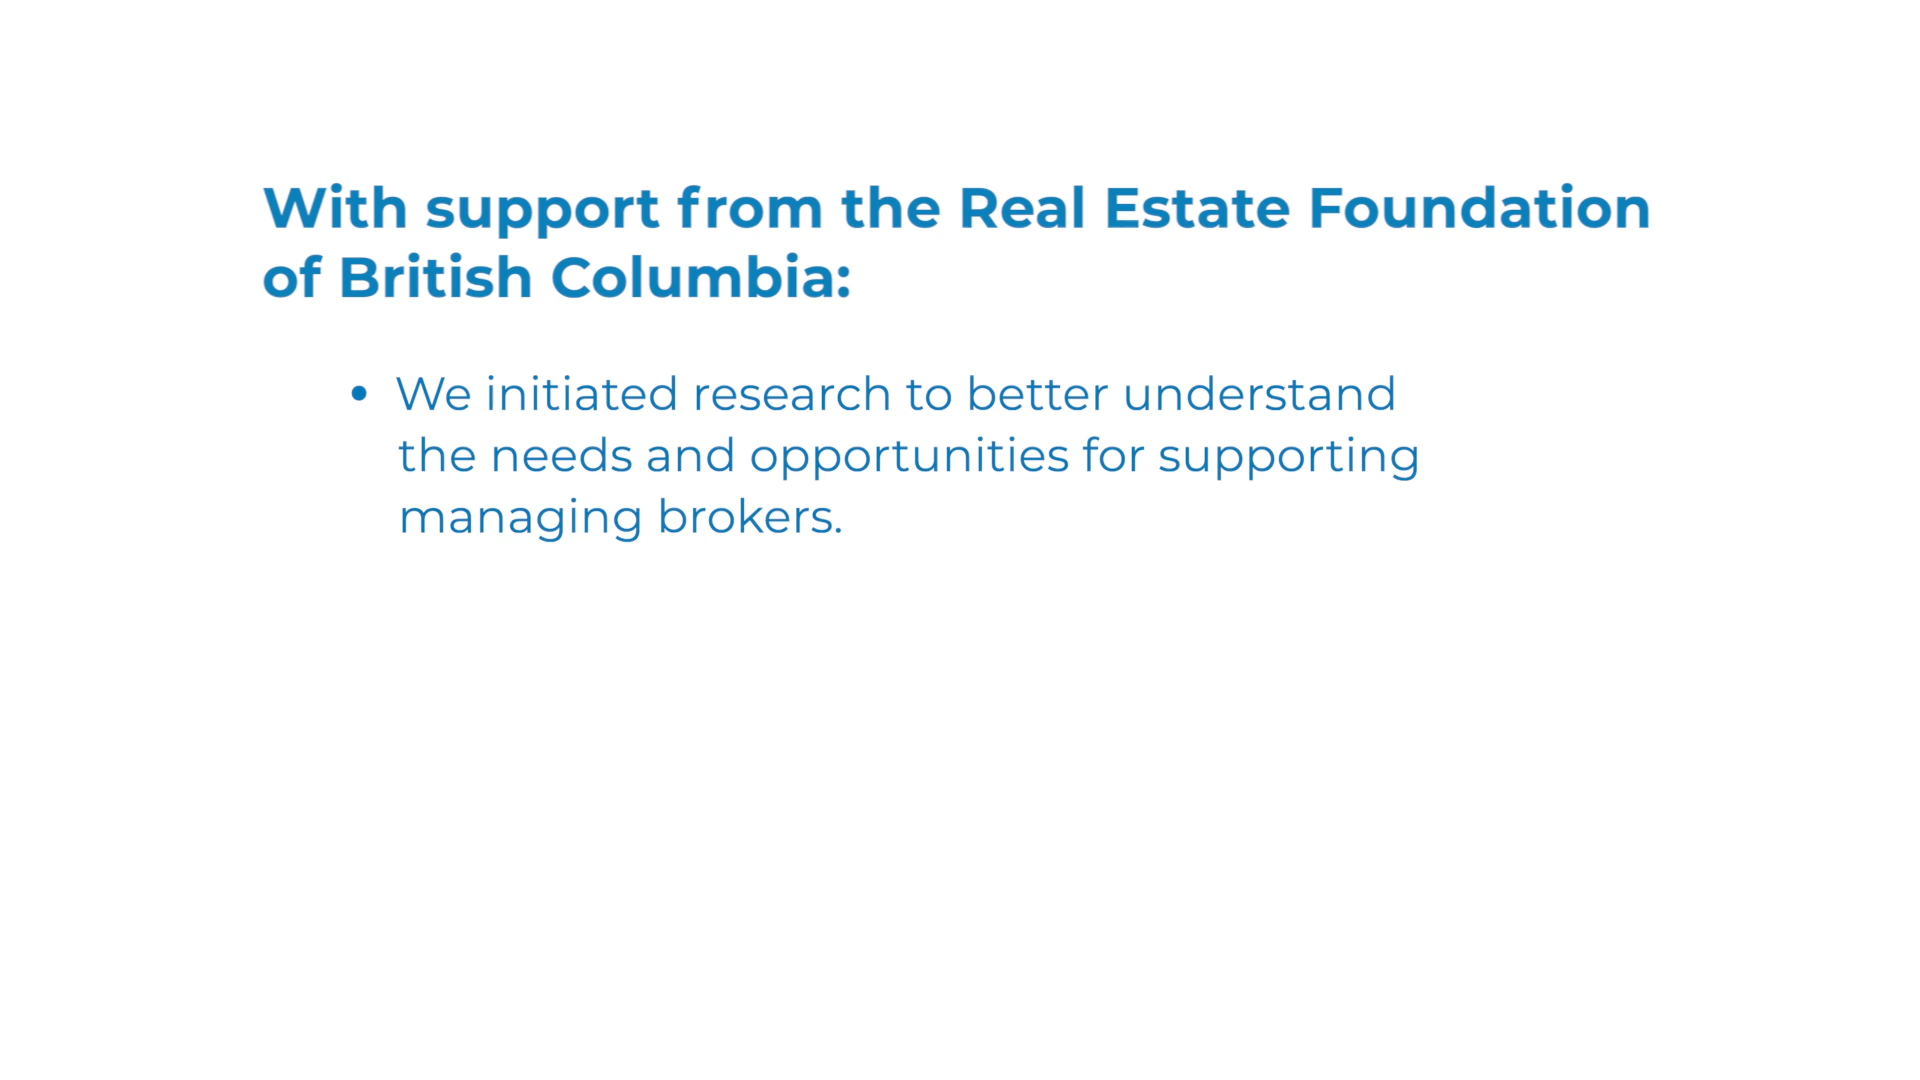 With support from the Real Estate Foundation
of British Columbia:
• We initiated research to better understand
the needs and opportunities for supporting
managing brokers.